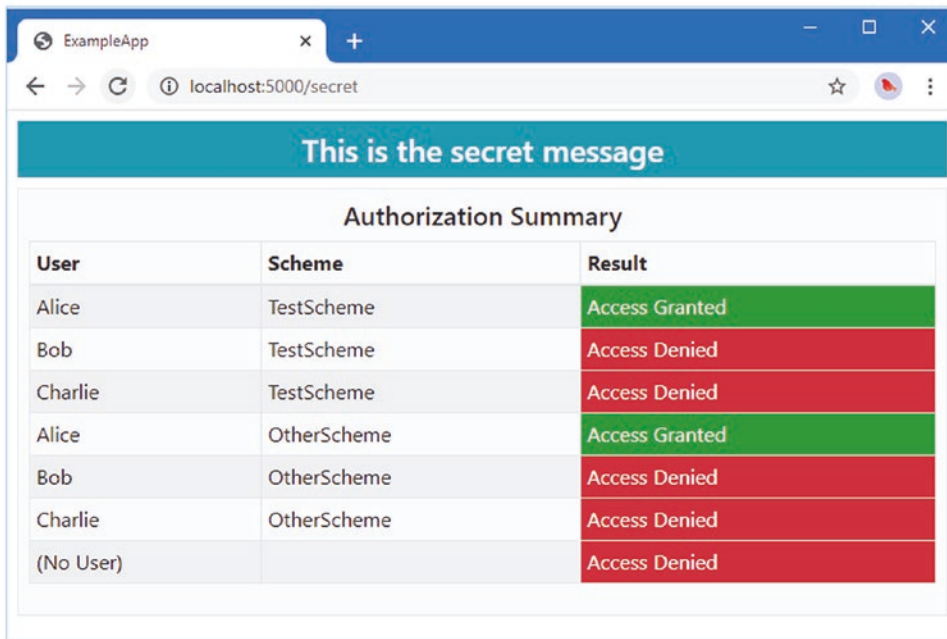 ExampleApp
localhost:5000/secret
This is the secret message
Authorization Summary
User Scheme Result
Alice TestScheme Access Granted
Bob TestScheme Access Denied
Charlie TestScheme Access Denied
Alice OtherScheme Access Granted
Bob OtherScheme Access Denied
Charlie OtherScheme Access Denied
(No User) Access Denied